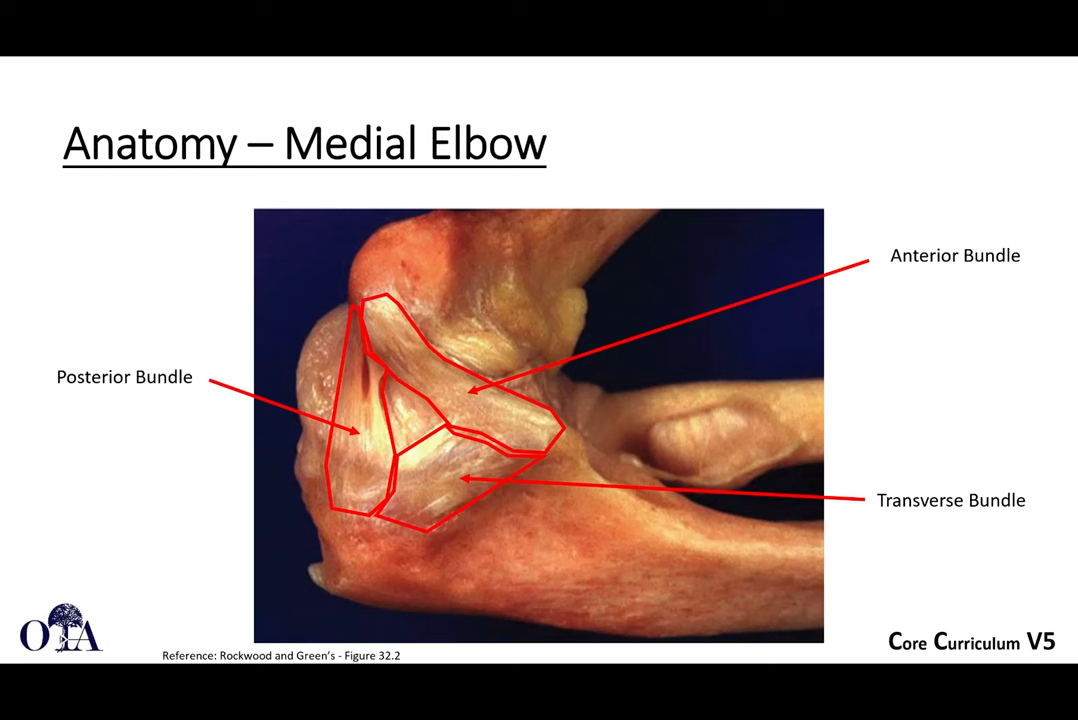 Anatomy – Medial Elbow
Anterior Bundle
Posterior Bundle
Transverse Bundle
OTA
Reference: Rockwood and Green's - Figure 32.2
Core Curriculum V5